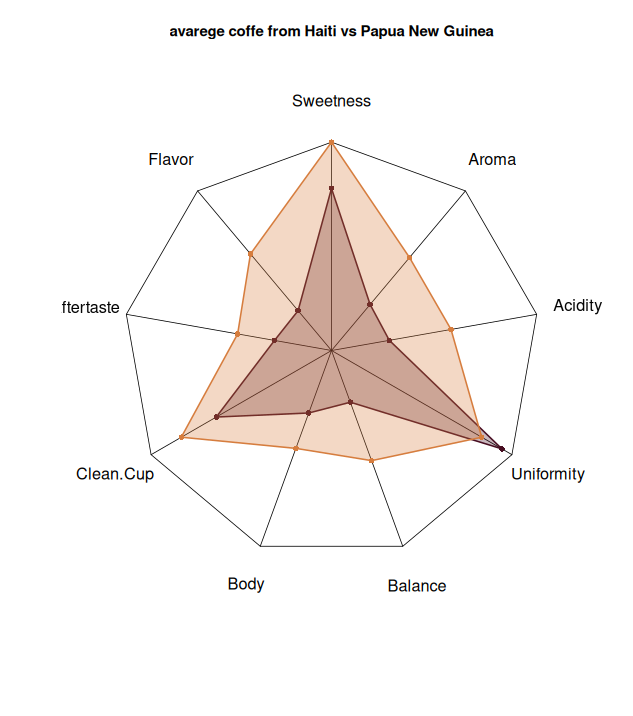 avarege coffe from Haiti vs Papua New Guinea
Sweetness
Flavor
Aroma
ftertaste
Acidity
Clean.Cup
Uniformity
Body
Balance